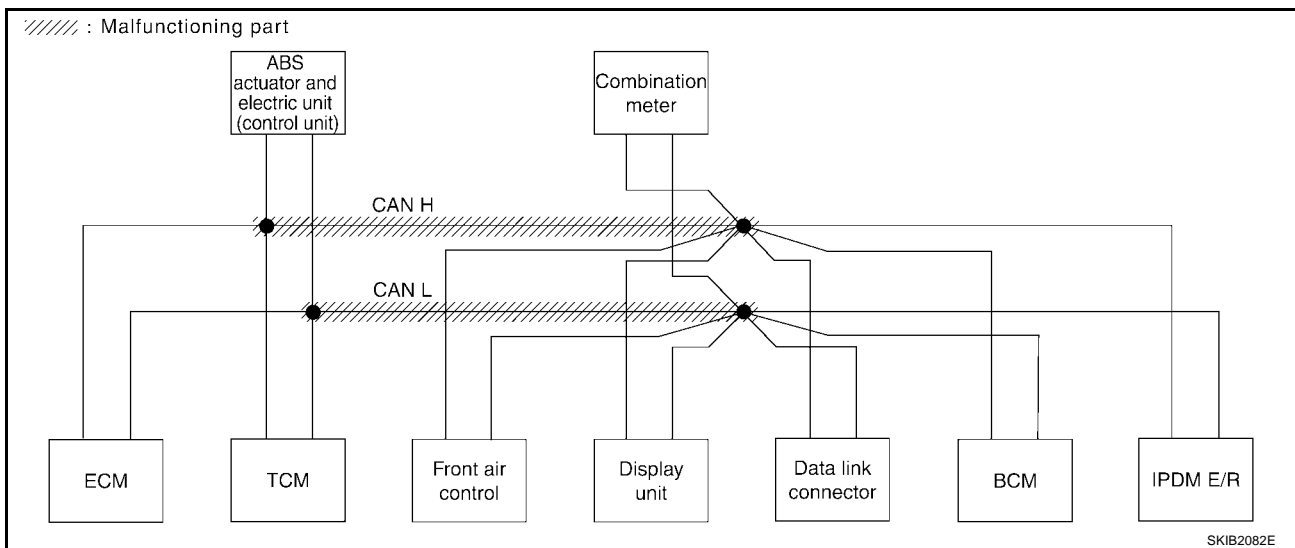 : Malfunctioning part
ABS
actuator and
electric unit
(control unit)
Combination
meter
CAN H
CAN L
ECM
TCM
Front air
control
Display
unit
Data link
connector
BCM
IPDM E/R
SKIB2082E